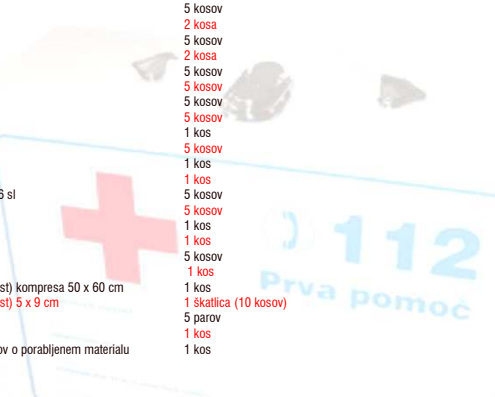 5 kosov
2 kosa
5 kosov
2 kosa
5 kosov
5 kosov
5 kosov
5 kosov
1 kos
5 kosov
1 kos
1 kos
6 sl 5 kosov
5 kosov
1 kos
1 kos
5 kosov
1 kos
st) kompresa 50 x 60 cm 1 kos
st) 5 x 9 cm 1 škatlica (10 kosov)
5 parov
1 kos
ov o porabljenem materialu 1 kos
112
Prva pomoč